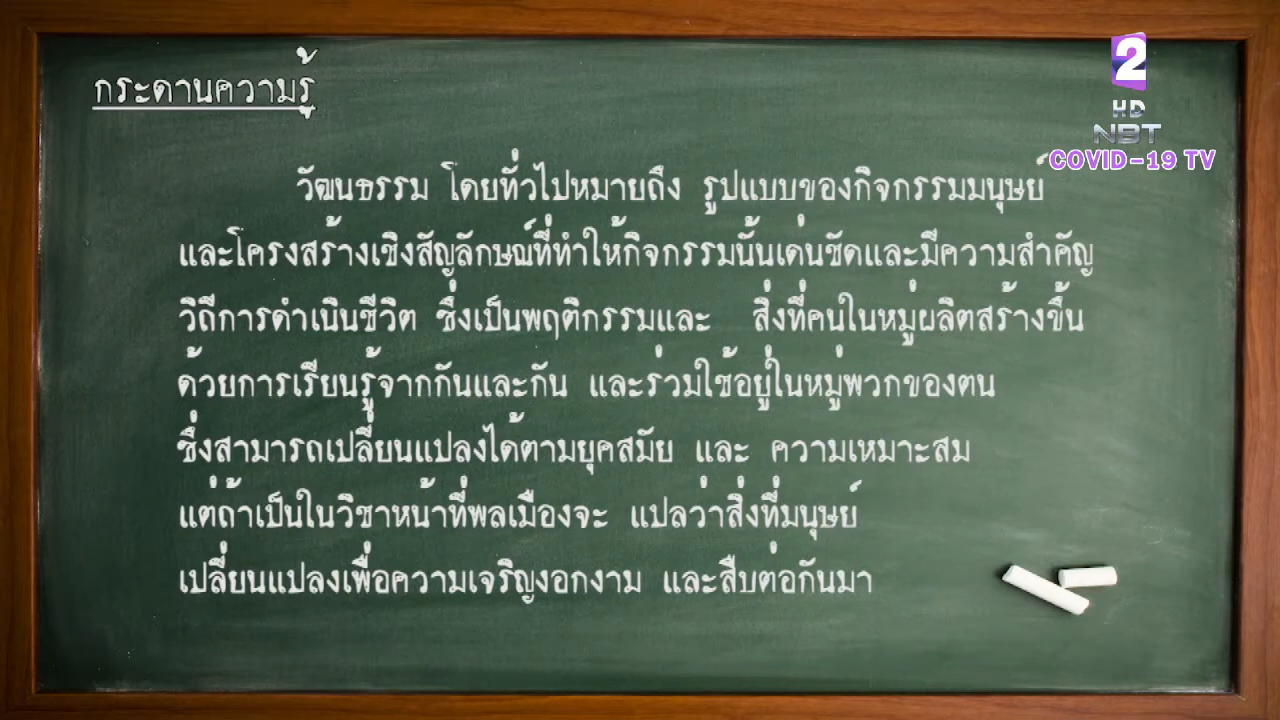 กระดานความรู้
2
HD
NBT
COVID-19 TV
วัฒนธรรม โดยทั่วไปหมายถึง รูปแบบของกิจกรรมมนุษย์
และโครงสร้างเชิงสัญลักษณ์ที่ทำให้กิจกรรมนั้นเด่นชัดและมีความสำคัญ
วิถีการดำเนินชีวิต ซึ่งเป็นพฤติกรรมและ สิ่งที่คนในหมู่ผลิตสร้างขึ้น
ด้วยการเรียนรู้จากกันและกัน และร่วมใช้อยู่ในหมู่พวกของตน
ซึ่งสามารถเปลี่ยนแปลงได้ตามยุคสมัย และ ความเหมาะสม
แต่ถ้าเป็นในวิชาหน้าที่พลเมืองจะ แปลว่าสิ่งที่มนุษย์
เปลี่ยนแปลงเพื่อความเจริญงอกงาม และสืบต่อกันมา